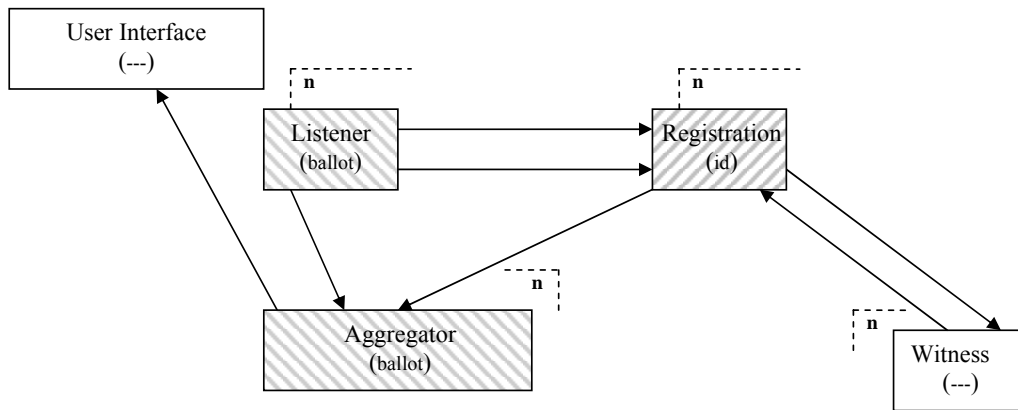 User Interface
(---)
n
n
Listener
(ballot)
Registration
(id)
n
n
Aggregator
(ballot)
Witness
(---)